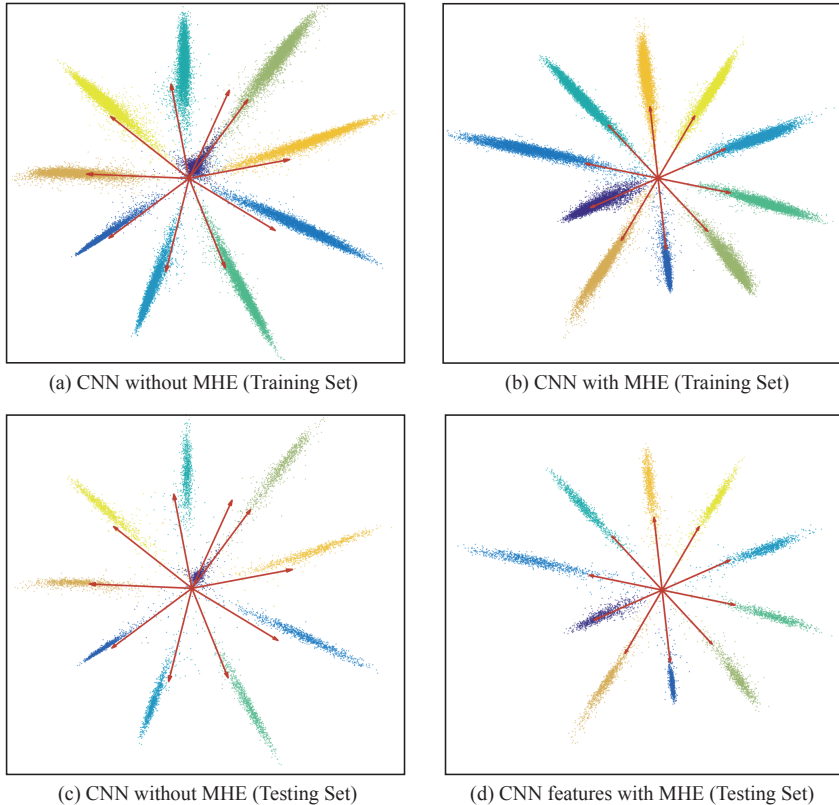 (a) CNN without MHE (Training Set)
(b) CNN with MHE (Training Set)
(c) CNN without MHE (Testing Set)
(d) CNN features with MHE (Testing Set)